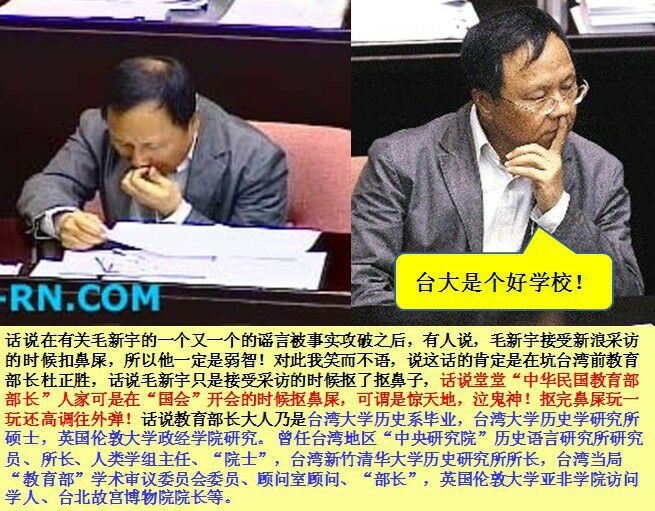 台大是个好学校！
-RN.COM
话说在有关毛新宇的一个又一个的谣言被事实攻破之后，有人说，毛新宇接受新浪采访
的时候扣鼻屎，所以他一定是弱智！对此我笑而不语，说这话的肯定是在坑台湾前教育
部长杜正胜，话说毛新宇只是接受采访的时候抠了抠鼻子，话说堂堂“中华民国教育部
部长”人家可是在“国会”开会的时候抠鼻屎，可谓是惊天地，泣鬼神！抠完鼻屎玩一
玩还高调往外弹！话说教育部长大人乃是台湾大学历史系毕业，台湾大学历史学研究所
硕士，英国伦敦大学政经学院研究。曾任台湾地区“中央研究院”历史语言研究所研究
员、所长、人类学组主任、“院士”，台湾新竹清华大学历史研究所所长，台湾当局
“教育部”学术审议委员会委员、顾问室顾问、“部长”，英国伦敦大学亚非学院访问
学人、台北故宫博物院院长等。